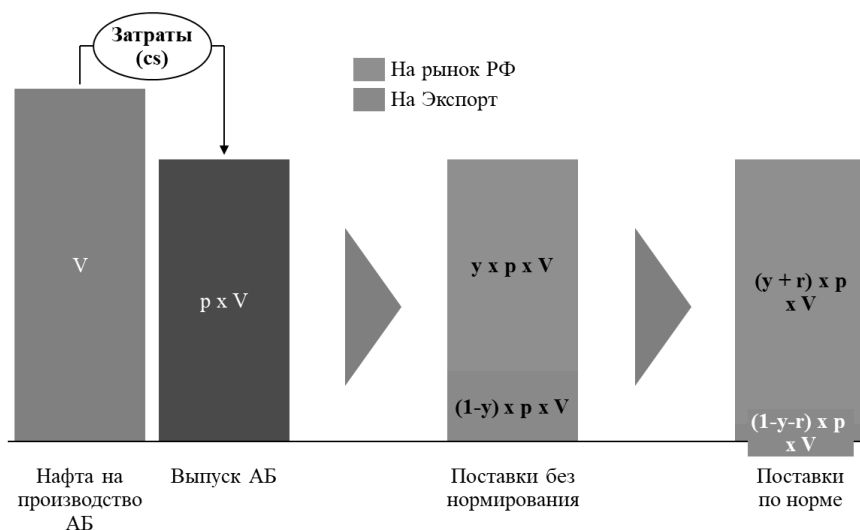 Затраты
(cs)
На рынок РФ
На Экспорт
V
p x V
y x p x V
(1-y) x p x V
(y + r) x p
x V
(1-y-r) x p
x V
Нафта на
производство
АБ
Выпуск АБ
Поставки без
нормирования
Поставки
по норме